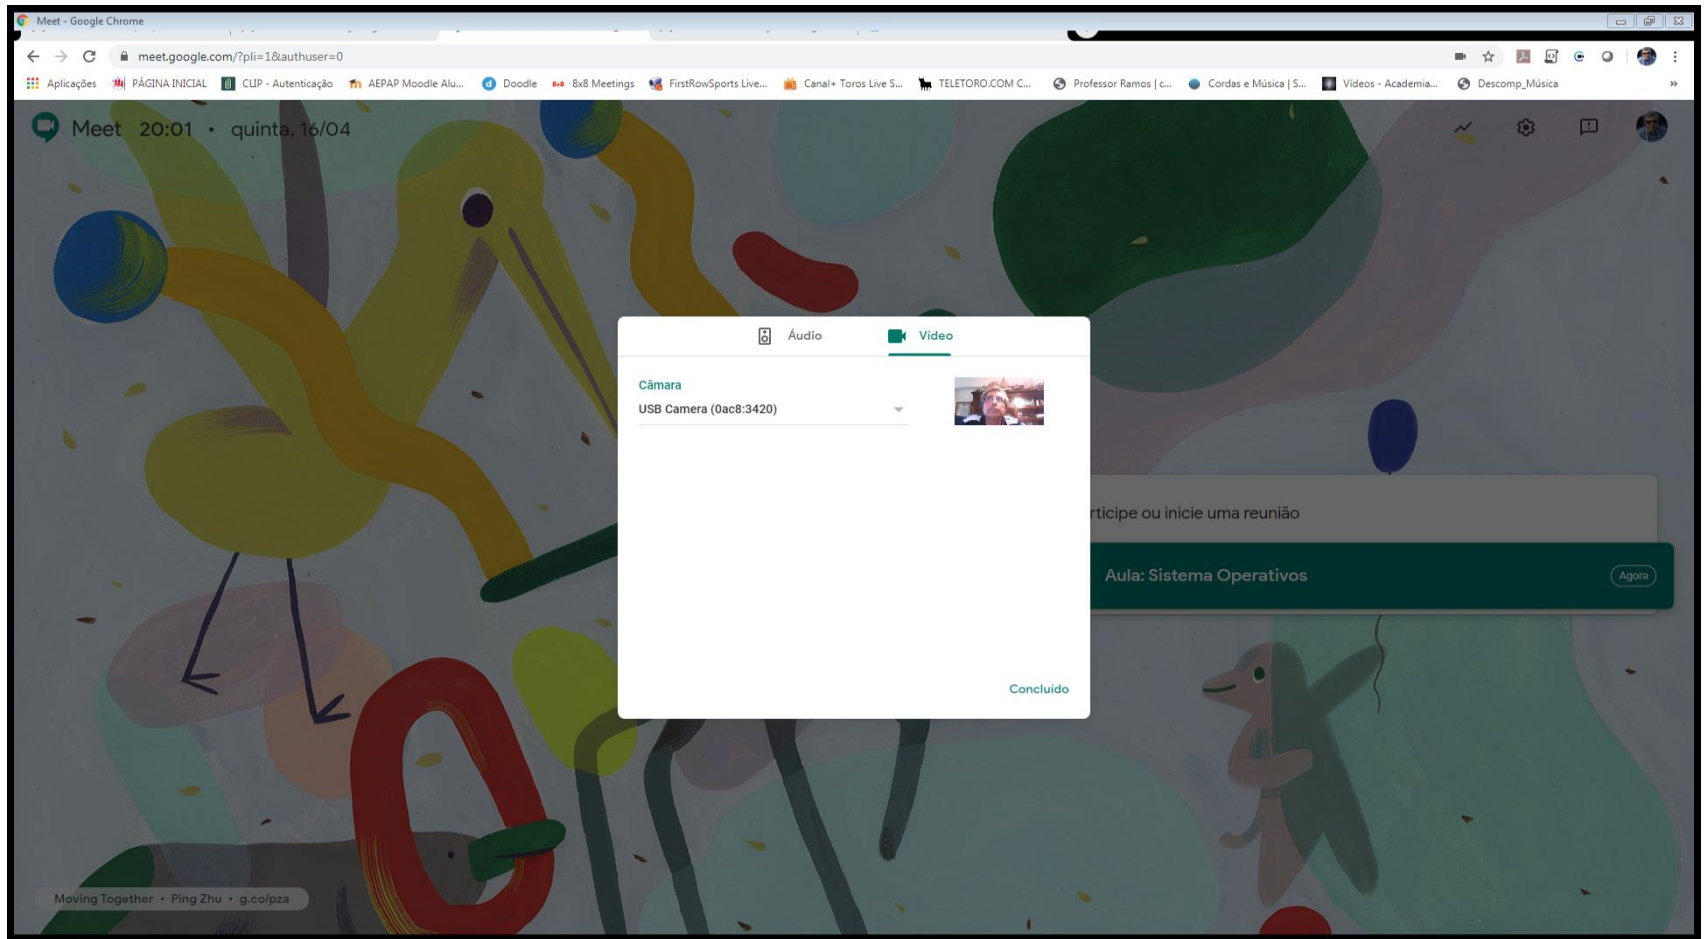 Meet - Google Chrome
meet.google.com/?pli=1&authuser=0
Aplicações PÁGINA INICIAL CLIP - Autenticação AEPAP Moodle Alu... Doodle 8x8 Meetings FirstRowSports Live... Canal+ Toros Live S... TELETORO.COM C... Professor Ramos | c... Cordas e Música | S... Vídeos - Academia... Descomp_Música »
Meet 20:01 • quinta, 16/04
Áudio Vídeo
Câmara
USB Camera (0ac8:3420)
rticipe ou inicie uma reunião
Aula: Sistema Operativos Agora
Concluído
Moving Together • Ping Zhu • g.co/pza